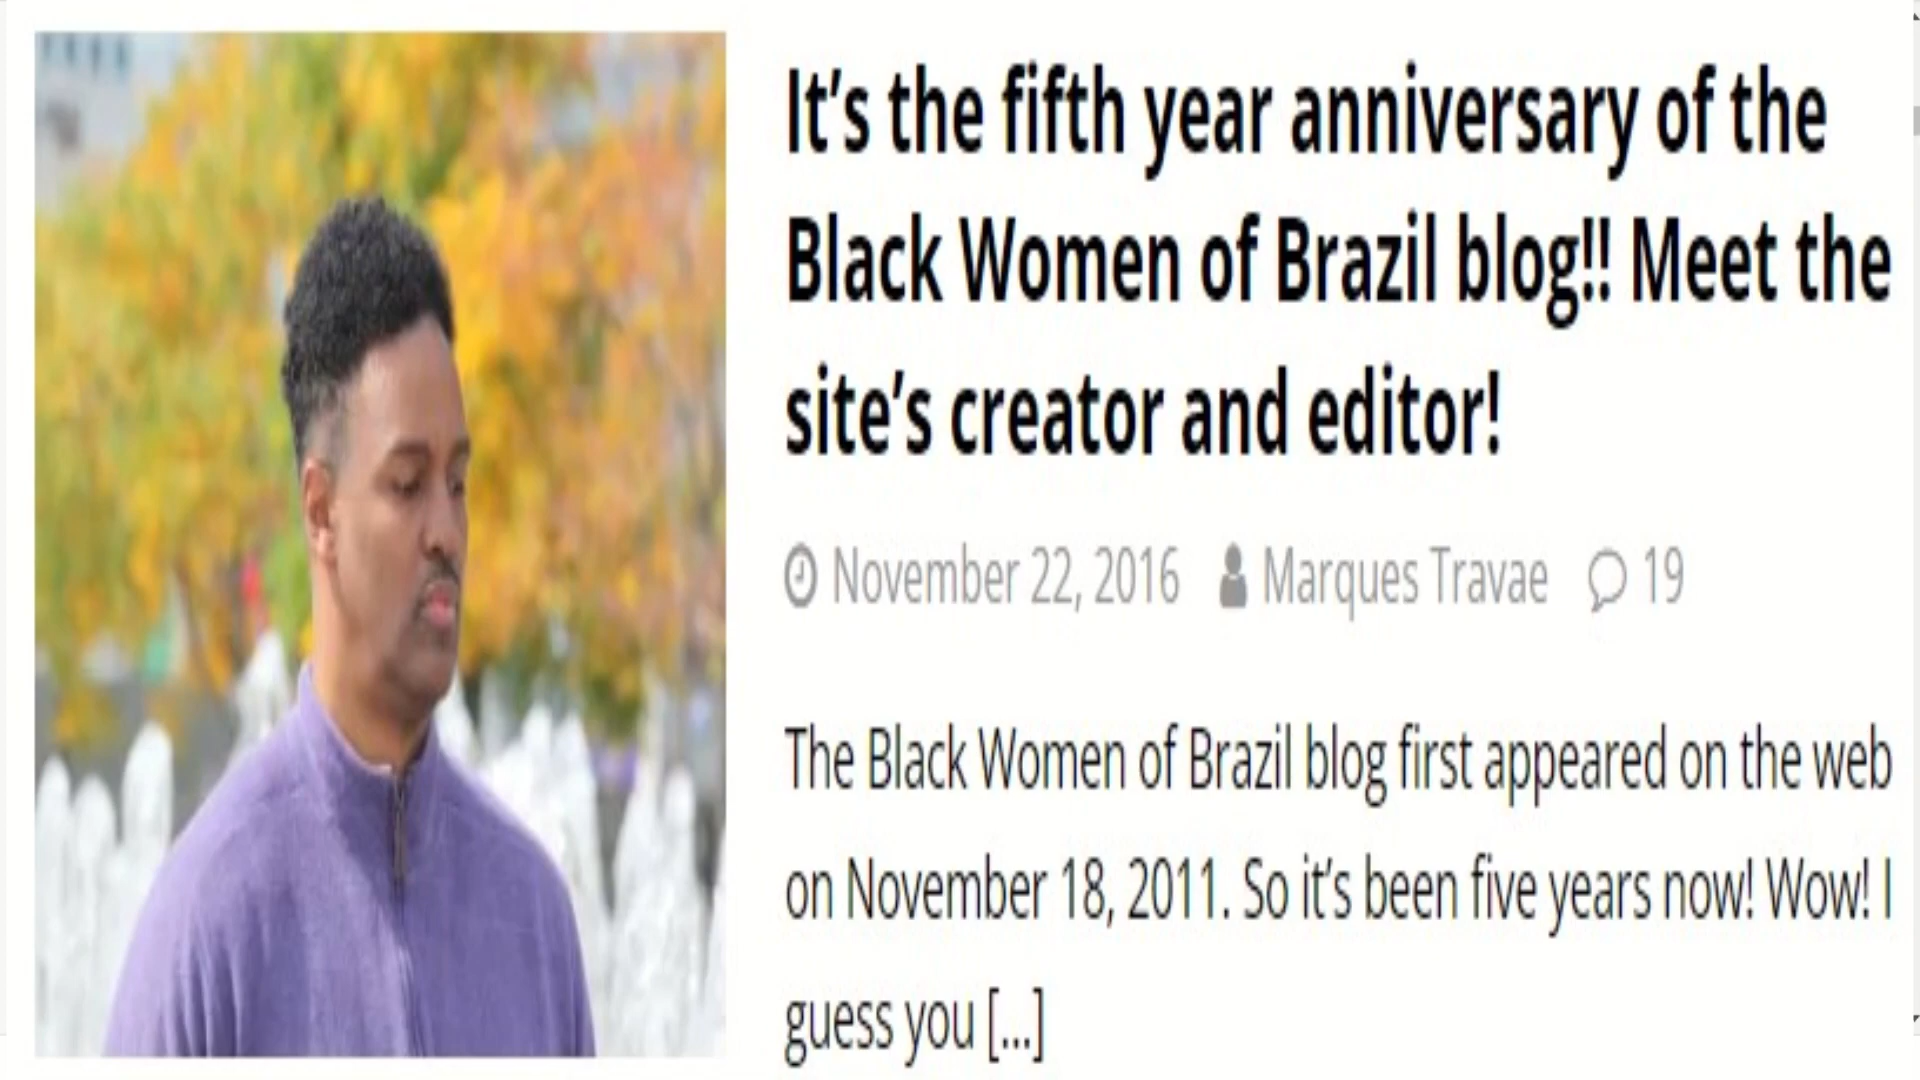 It’s the fifth year anniversary of the
Black Women of Brazil blog!! Meet the
site’s creator and editor!
November 22, 2016 Marques Travae 19
The Black Women of Brazil blog first appeared on the web
on November 18, 2011. So it’s been five years now! Wow! I
guess you [...]